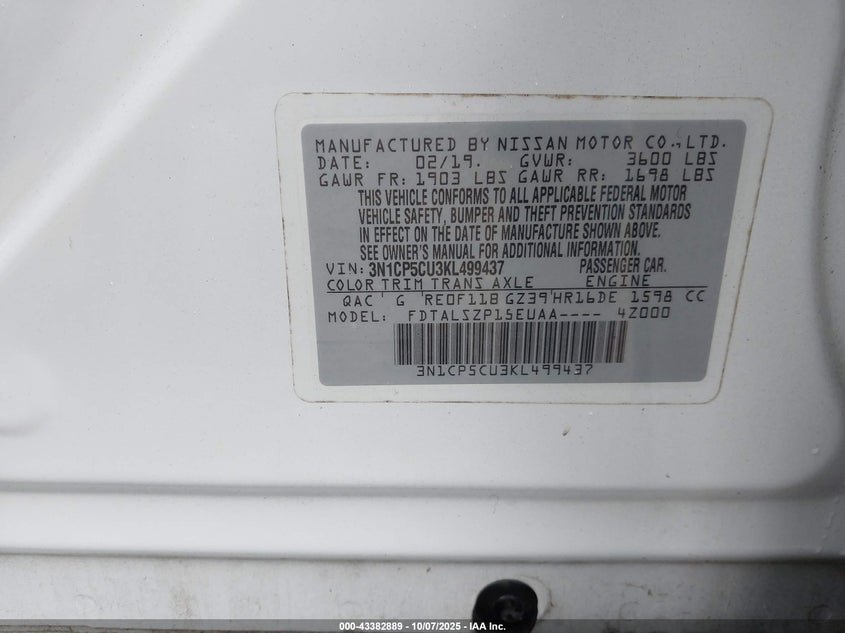 MANUFACTURED BY NISSAN MOTOR CO.,LTD.
DATE: 02/19. GVWR: 3600 LBS
GAWR FR: 1903 LBS GAWR RR: 1698 LBS
THIS VEHICLE CONFORMS TO ALL APPLICABLE FEDERAL MOTOR
VEHICLE SAFETY, BUMPER AND THEFT PREVENTION STANDARDS
IN EFFECT ON THE DATE OF MANUFACTURE SHOWN ABOVE.
SEE OWNER'S MANUAL FOR ADDITIONAL INFORMATION.
VIN: 3N1CP5CU3KL499437 PASSENGER CAR.
COLOR TRIM TRANS AXLE ENGINE
QAC G RE0F11B GZ39 HR16DE 1598 CC
MODEL: FDTALSZP15EUAA---- 4Z000
3N1CP5CU3KL499437
000-43382889 - 10/07/2025 - IAA Inc.